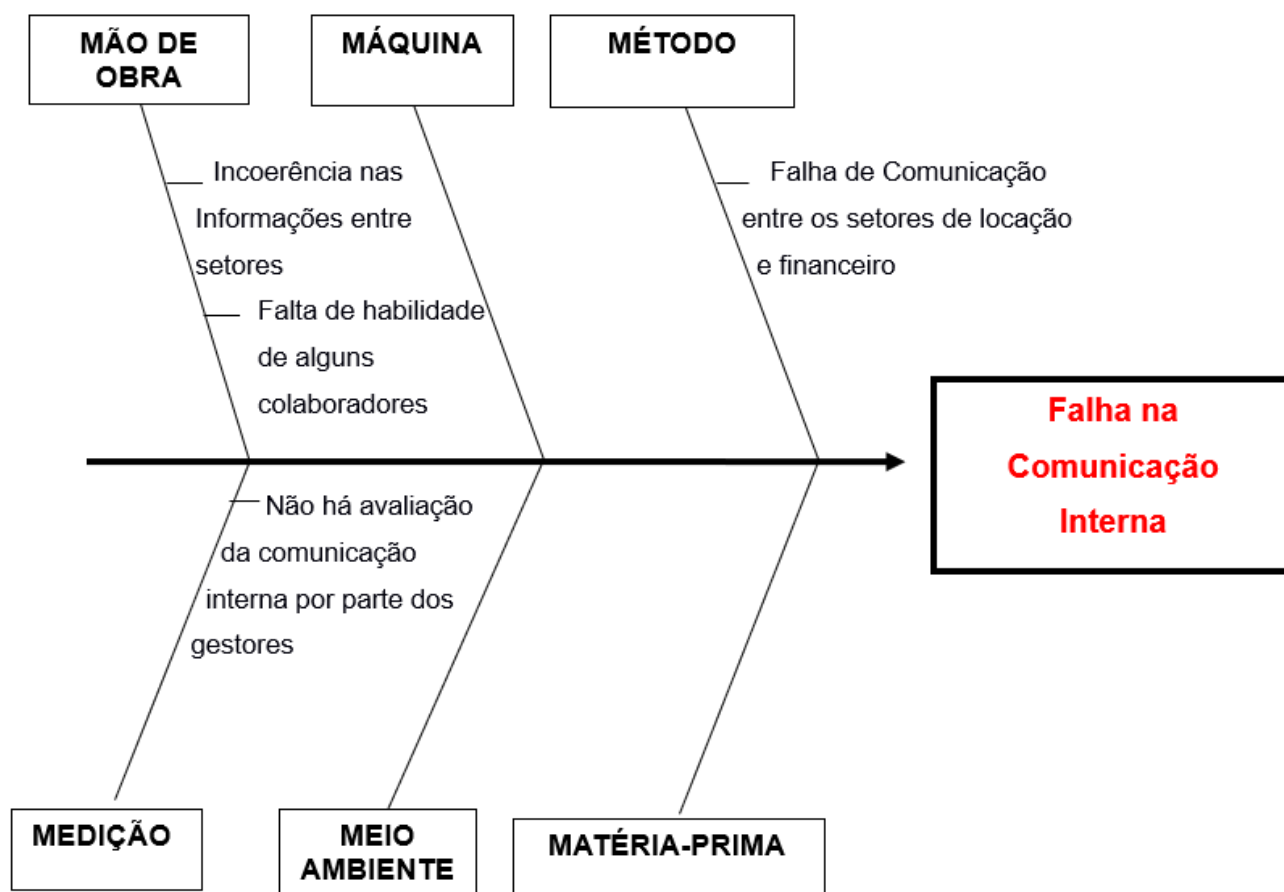 MÃO DE
OBRA
MÁQUINA
MÉTODO
Incoerência nas
Informações entre
setores
Falta de habilidade
de alguns
colaboradores
Falha de Comunicação
entre os setores de locação
e financeiro
Falha na
Comunicação
Interna
Não há avaliação
da comunicação
interna por parte dos
gestores
MEDIÇÃO
MEIO
AMBIENTE
MATÉRIA-PRIMA